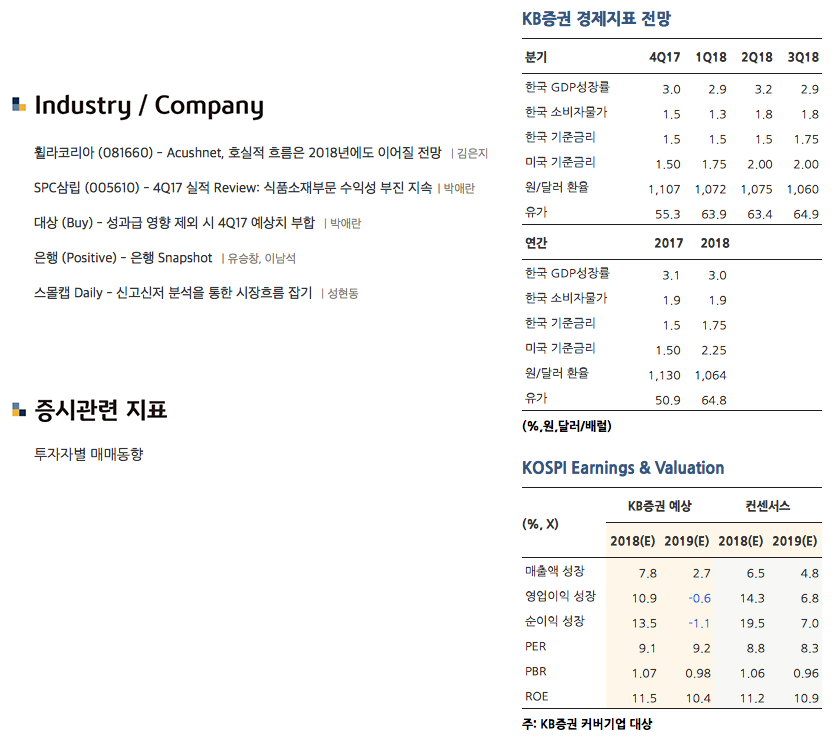 Industry / Company
휠라코리아 (081660) – Acushnet, 호실적 흐름은 2018년에도 이어질 전망 | 김은지
SPC삼립 (005610) – 4Q17 실적 Review: 식품소재부문 수익성 부진 지속 | 박애란
대상 (Buy) – 성과급 영향 제외 시 4Q17 예상치 부합 | 박애란
은행 (Positive) – 은행 Snapshot | 유승창, 이남석
스몰캡 Daily – 신고신저 분석을 통한 시장흐름 잡기 | 성현동
증시관련 지표
투자자별 매매동향
KB증권 경제지표 전망
분기 4Q17 1Q18 2Q18 3Q18
한국 GDP성장률 3.0 2.9 3.2 2.9
한국 소비자물가 1.5 1.3 1.8 1.8
한국 기준금리 1.5 1.5 1.5 1.75
미국 기준금리 1.50 1.75 2.00 2.00
원/달러 환율 1,107 1,072 1,075 1,060
유가 55.3 63.9 63.4 64.9
연간 2017 2018
한국 GDP성장률 3.1 3.0
한국 소비자물가 1.9 1.9
한국 기준금리 1.5 1.75
미국 기준금리 1.50 2.25
원/달러 환율 1,130 1,064
유가 50.9 64.8
(%,원,달러/배럴)
KOSPI Earnings & Valuation
(%, X) KB증권 예상 컨센서스
2018(E) 2019(E) 2018(E) 2019(E)
매출액 성장 7.8 2.7 6.5 4.8
영업이익 성장 10.9 -0.6 14.3 6.8
순이익 성장 13.5 -1.1 19.5 7.0
PER 9.1 9.2 8.8 8.3
PBR 1.07 0.98 1.06 0.96
ROE 11.5 10.4 11.2 10.9
주: KB증권 커버기업 대상